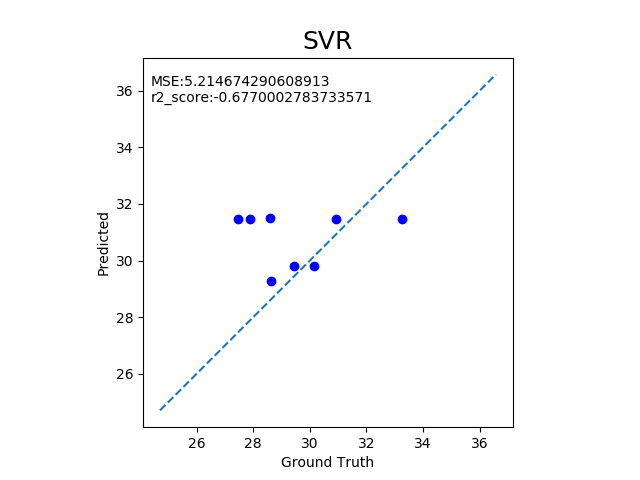 SVR
MSE:5.214674290608913
r2_score:-0.6770002783733571
36
34
32
30
28
26
Predicted
26 28 30 32 34 36
Ground Truth